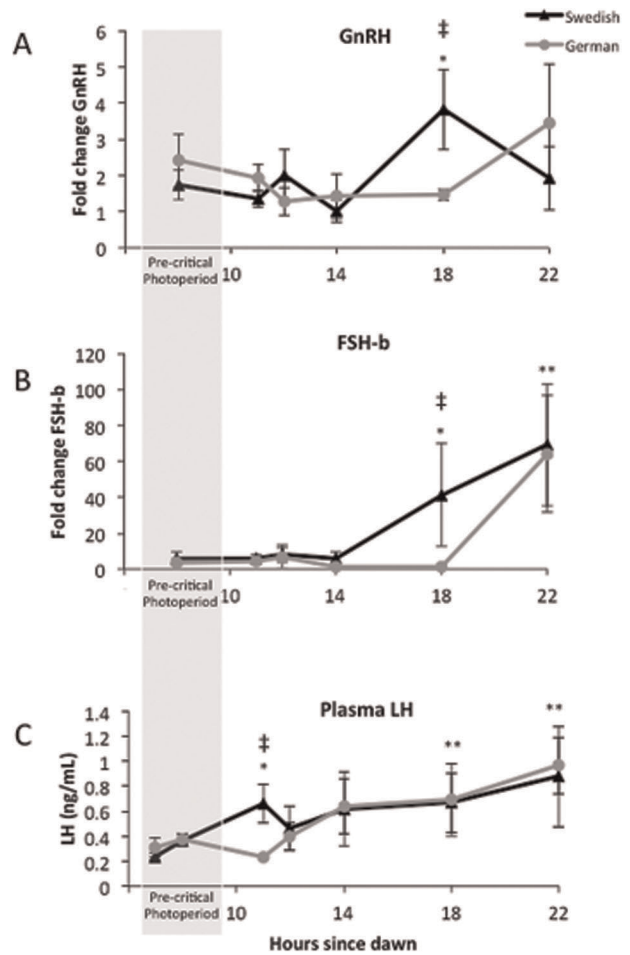 A
GnRH
Swedish
German
‡
*
Fold change GnRH
6
5
4
3
2
1
0
Pre-critical
Photoperiod
10
14
18
22
B
FSH-b
Fold change FSH-b
120
100
80
60
40
20
0
‡
*
**
Pre-critical
Photoperiod
10
14
18
22
C
Plasma LH
LH (ng/mL)
1.4
1.2
1
0.8
0.6
0.4
0.2
0
‡
*
**
**
Pre-critical
Photoperiod
10
14
18
22
Hours since dawn